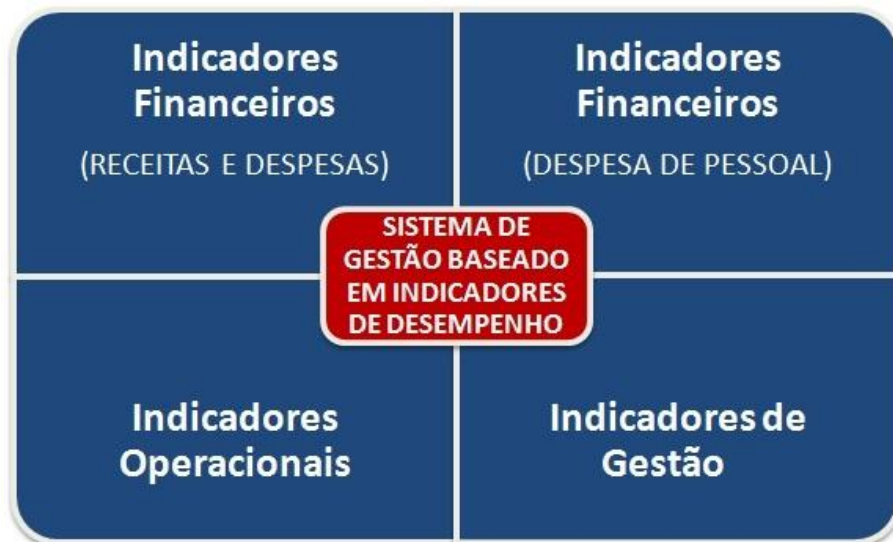 Indicadores
Financeiros
(RECEITAS E DESPESAS)
Indicadores
Financeiros
(DESPESA DE PESSOAL)
SISTEMA DE
GESTÃO BASEADO
EM INDICADORES
DE DESEMPENHO
Indicadores
Operacionais
Indicadores de
Gestão